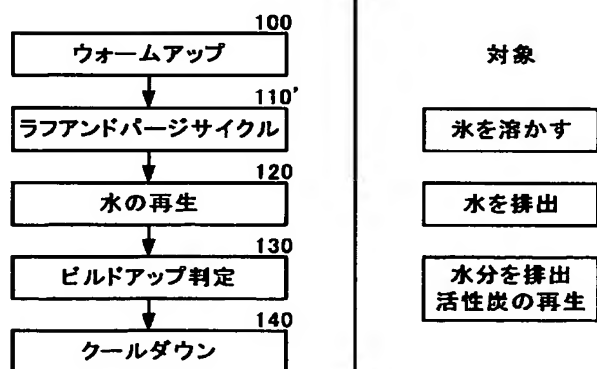 100
ウォームアップ
対象
110'
ラフアンドパージサイクル
氷を溶かす
120
水の再生
水を排出
130
ビルドアップ判定
水分を排出
活性炭の再生
140
クールダウン